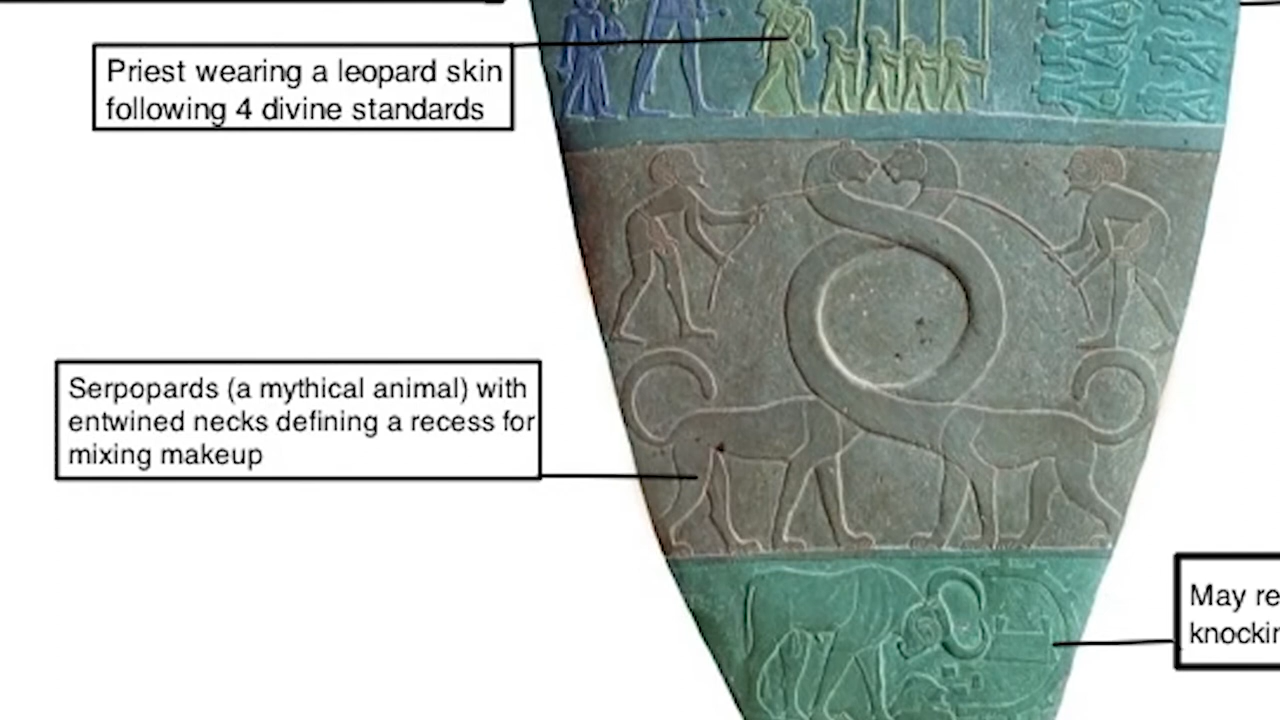 Priest wearing a leopard skin
following 4 divine standards
Serpopards (a mythical animal) with
entwined necks defining a recess for
mixing makeup
May re
knockin